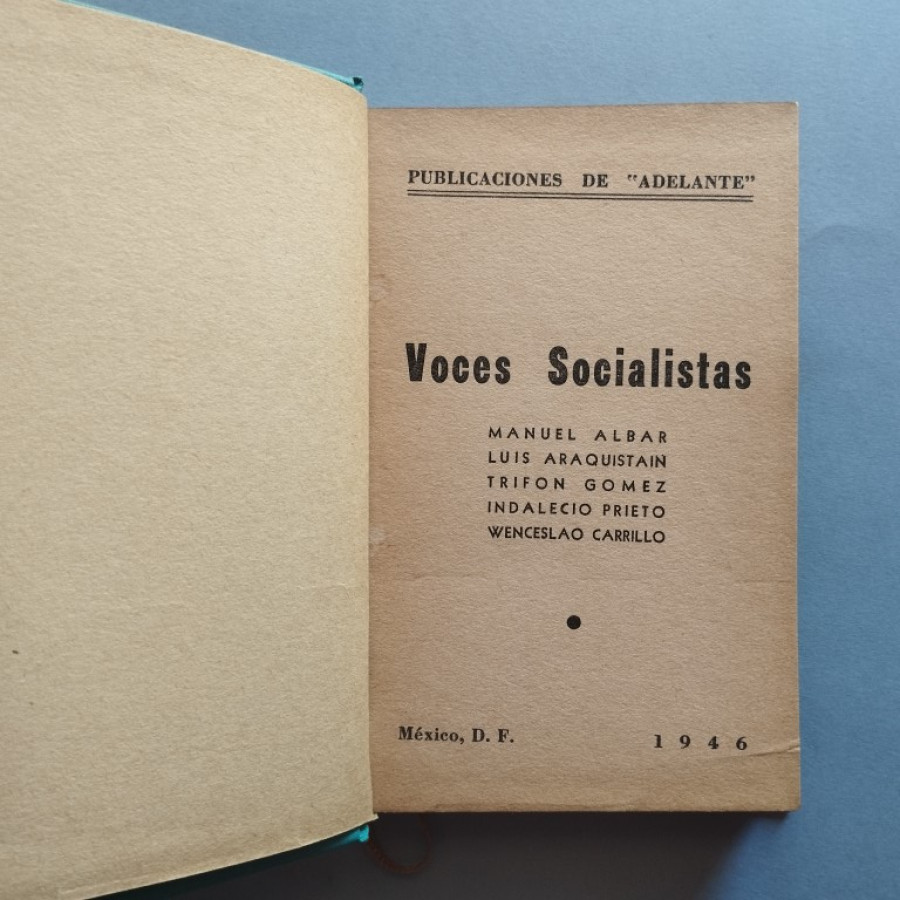 PUBLICACIONES DE "ADELANTE"
Voces Socialistas
MANUEL ALBAR
LUIS ARAQUISTAIN
TRIFON GOMEZ
INDALECIO PRIETO
WENCESLAO CARRILLO
México, D. F. 1946